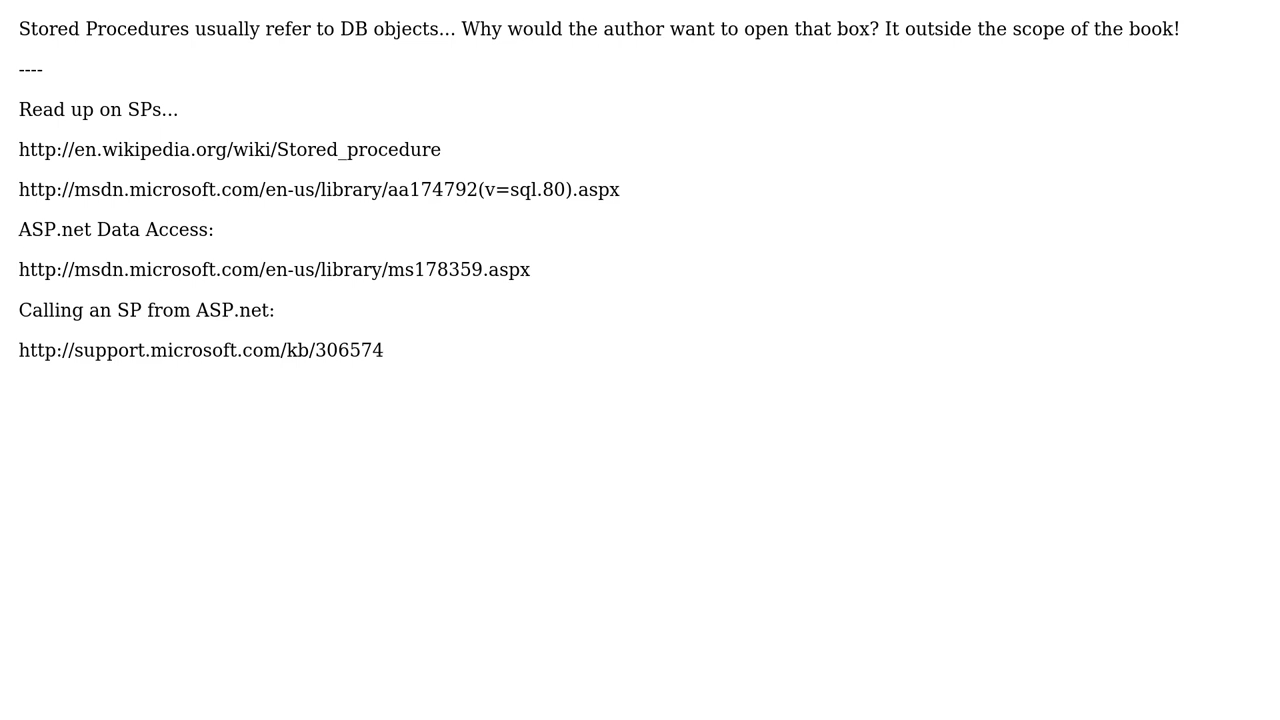 Stored Procedures usually refer to DB objects... Why would the author want to open that box? It outside the scope of the book!
----
Read up on SPs...
http://en.wikipedia.org/wiki/Stored_procedure
http://msdn.microsoft.com/en-us/library/aa174792(v=sql.80).aspx
ASP.net Data Access:
http://msdn.microsoft.com/en-us/library/ms178359.aspx
Calling an SP from ASP.net:
http://support.microsoft.com/kb/306574